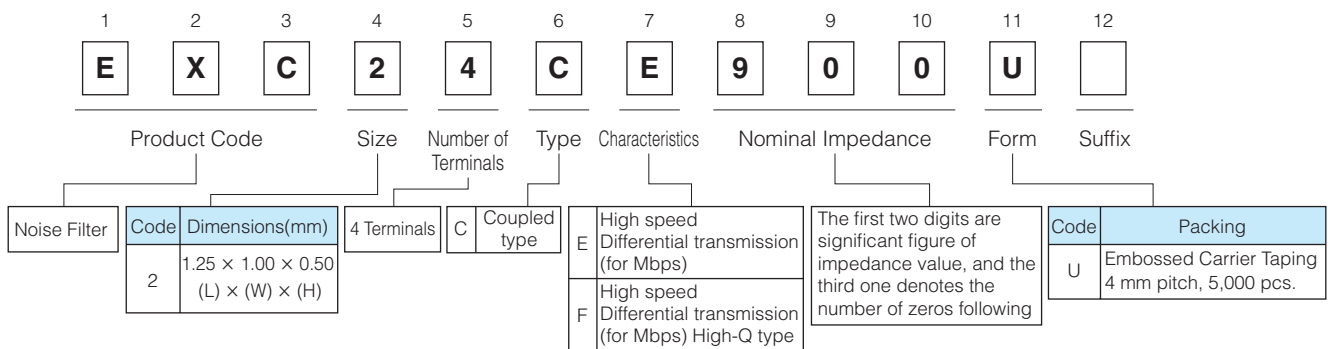 1 2 3 4 5 6 7 8 9 10 11 12
E X C 2 4 C E 9 0 0 U
Product Code Size Number of Terminals Type Characteristics Nominal Impedance Form Suffix
Noise Filter
Code Dimensions(mm)
2 1.25 × 1.00 × 0.50
(L) × (W) × (H)
4 Terminals
C Coupled
type
E High speed
Differential transmission
(for Mbps)
F High speed
Differential transmission
(for Mbps) High-Q type
The first two digits are
significant figure of
impedance value, and the
third one denotes the
number of zeros following
Code Packing
U Embossed Carrier Taping
4 mm pitch, 5,000 pcs.